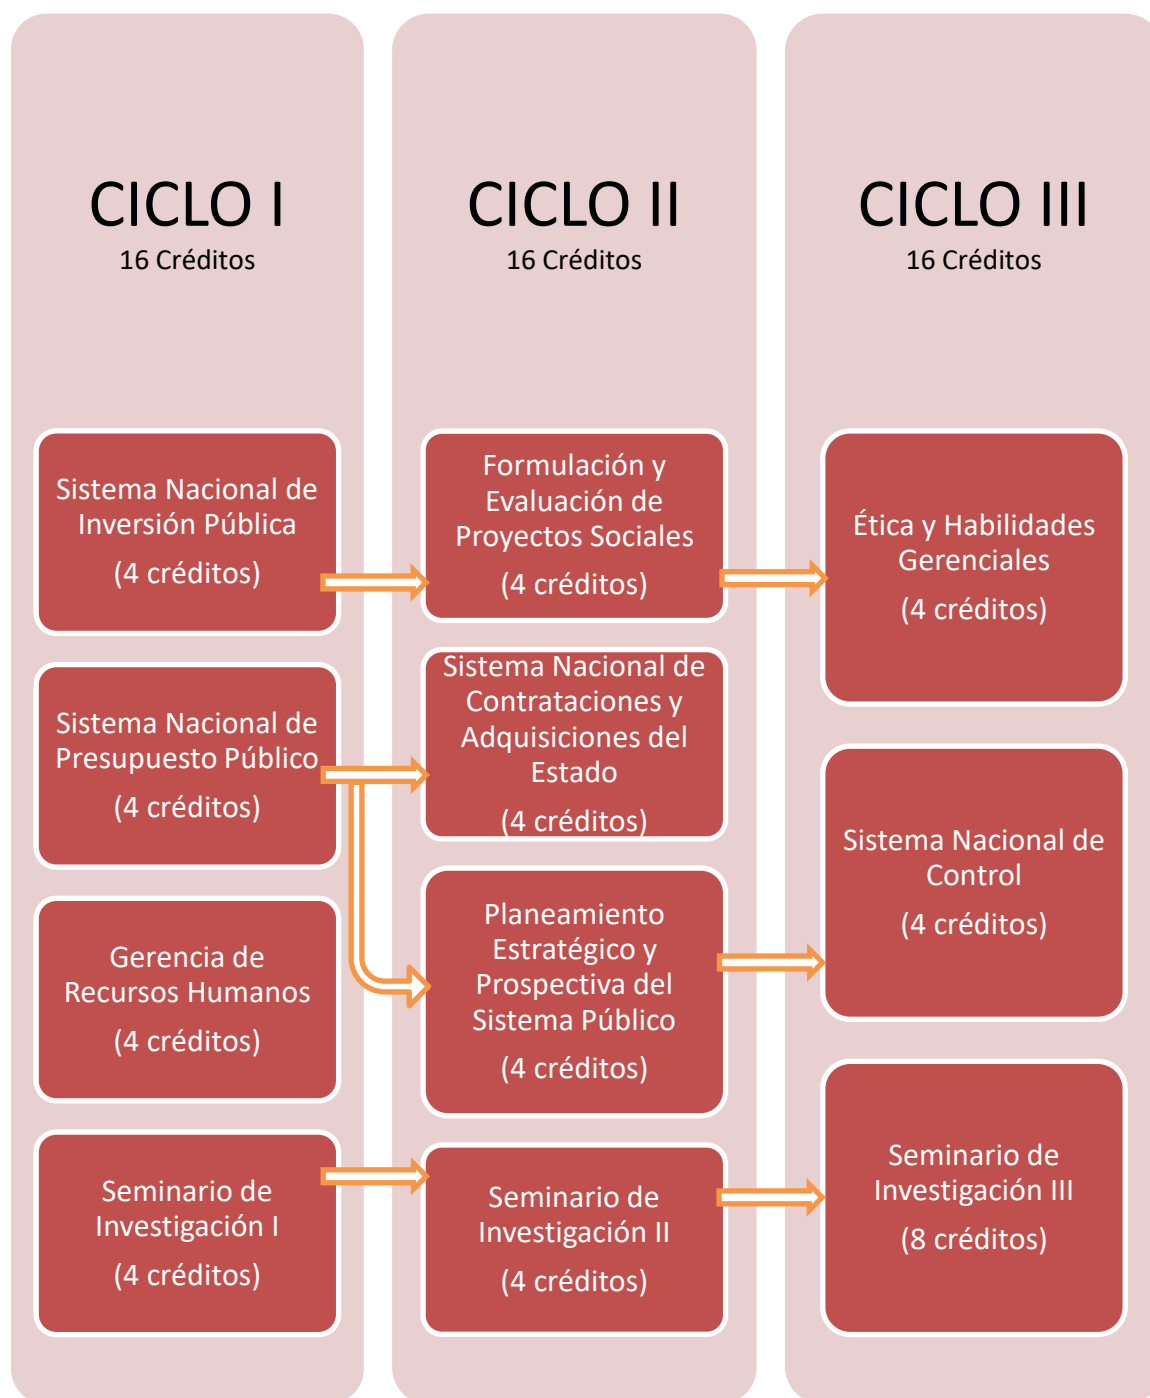 CICLO I
16 Créditos
Sistema Nacional de
Inversión Pública
(4 créditos)
Sistema Nacional de
Presupuesto Público
(4 créditos)
Gerencia de
Recursos Humanos
(4 créditos)
Seminario de
Investigación I
(4 créditos)
CICLO II
16 Créditos
Formulación y
Evaluación de
Proyectos Sociales
(4 créditos)
Sistema Nacional de
Contrataciones y
Adquisiciones del
Estado
(4 créditos)
Planeamiento
Estratégico y
Prospectiva del
Sistema Público
(4 créditos)
Seminario de
Investigación II
(4 créditos)
CICLO III
16 Créditos
Ética y Habilidades
Gerenciales
(4 créditos)
Sistema Nacional de
Control
(4 créditos)
Seminario de
Investigación III
(8 créditos)